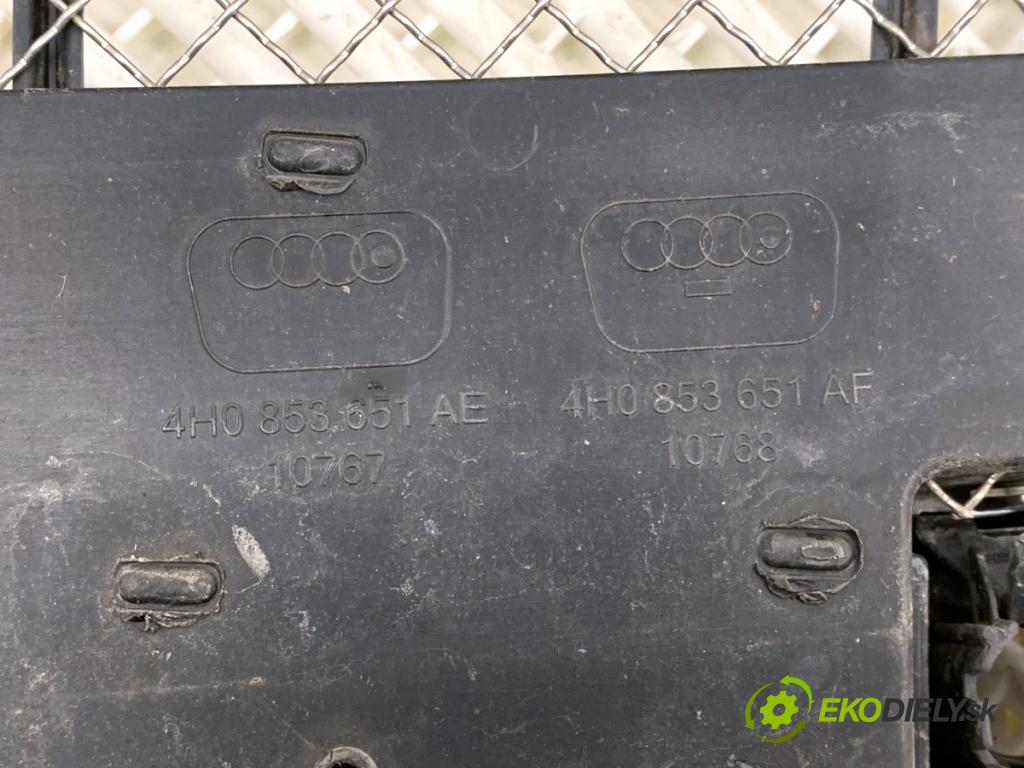 4H0 853 651 AE
10767
4H0 853 651 AF
10768
EKODIELY.sk